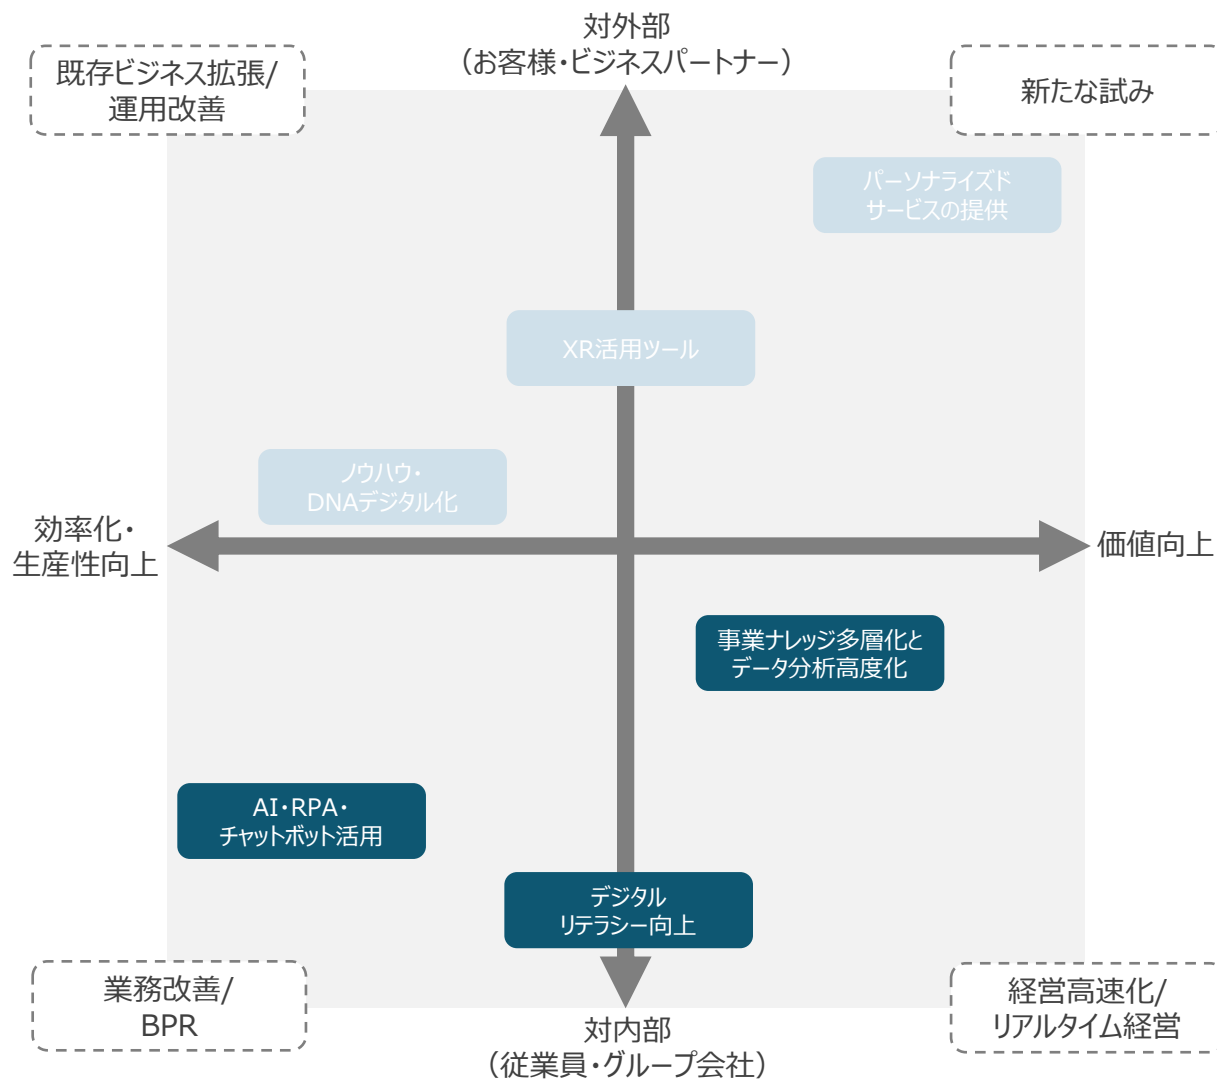 対外部
（お客様・ビジネスパートナー）
既存ビジネス拡張/
運用改善
新たな試み
パーソナライズド
サービスの提供
XR活用ツール
ノウハウ・
DNAデジタル化
効率化・
生産性向上
価値向上
事業ナレッジ多層化と
データ分析高度化
AI・RPA・
チャットボット活用
デジタル
リテラシー向上
業務改善/
BPR
経営高速化/
リアルタイム経営
対内部
（従業員・グループ会社）